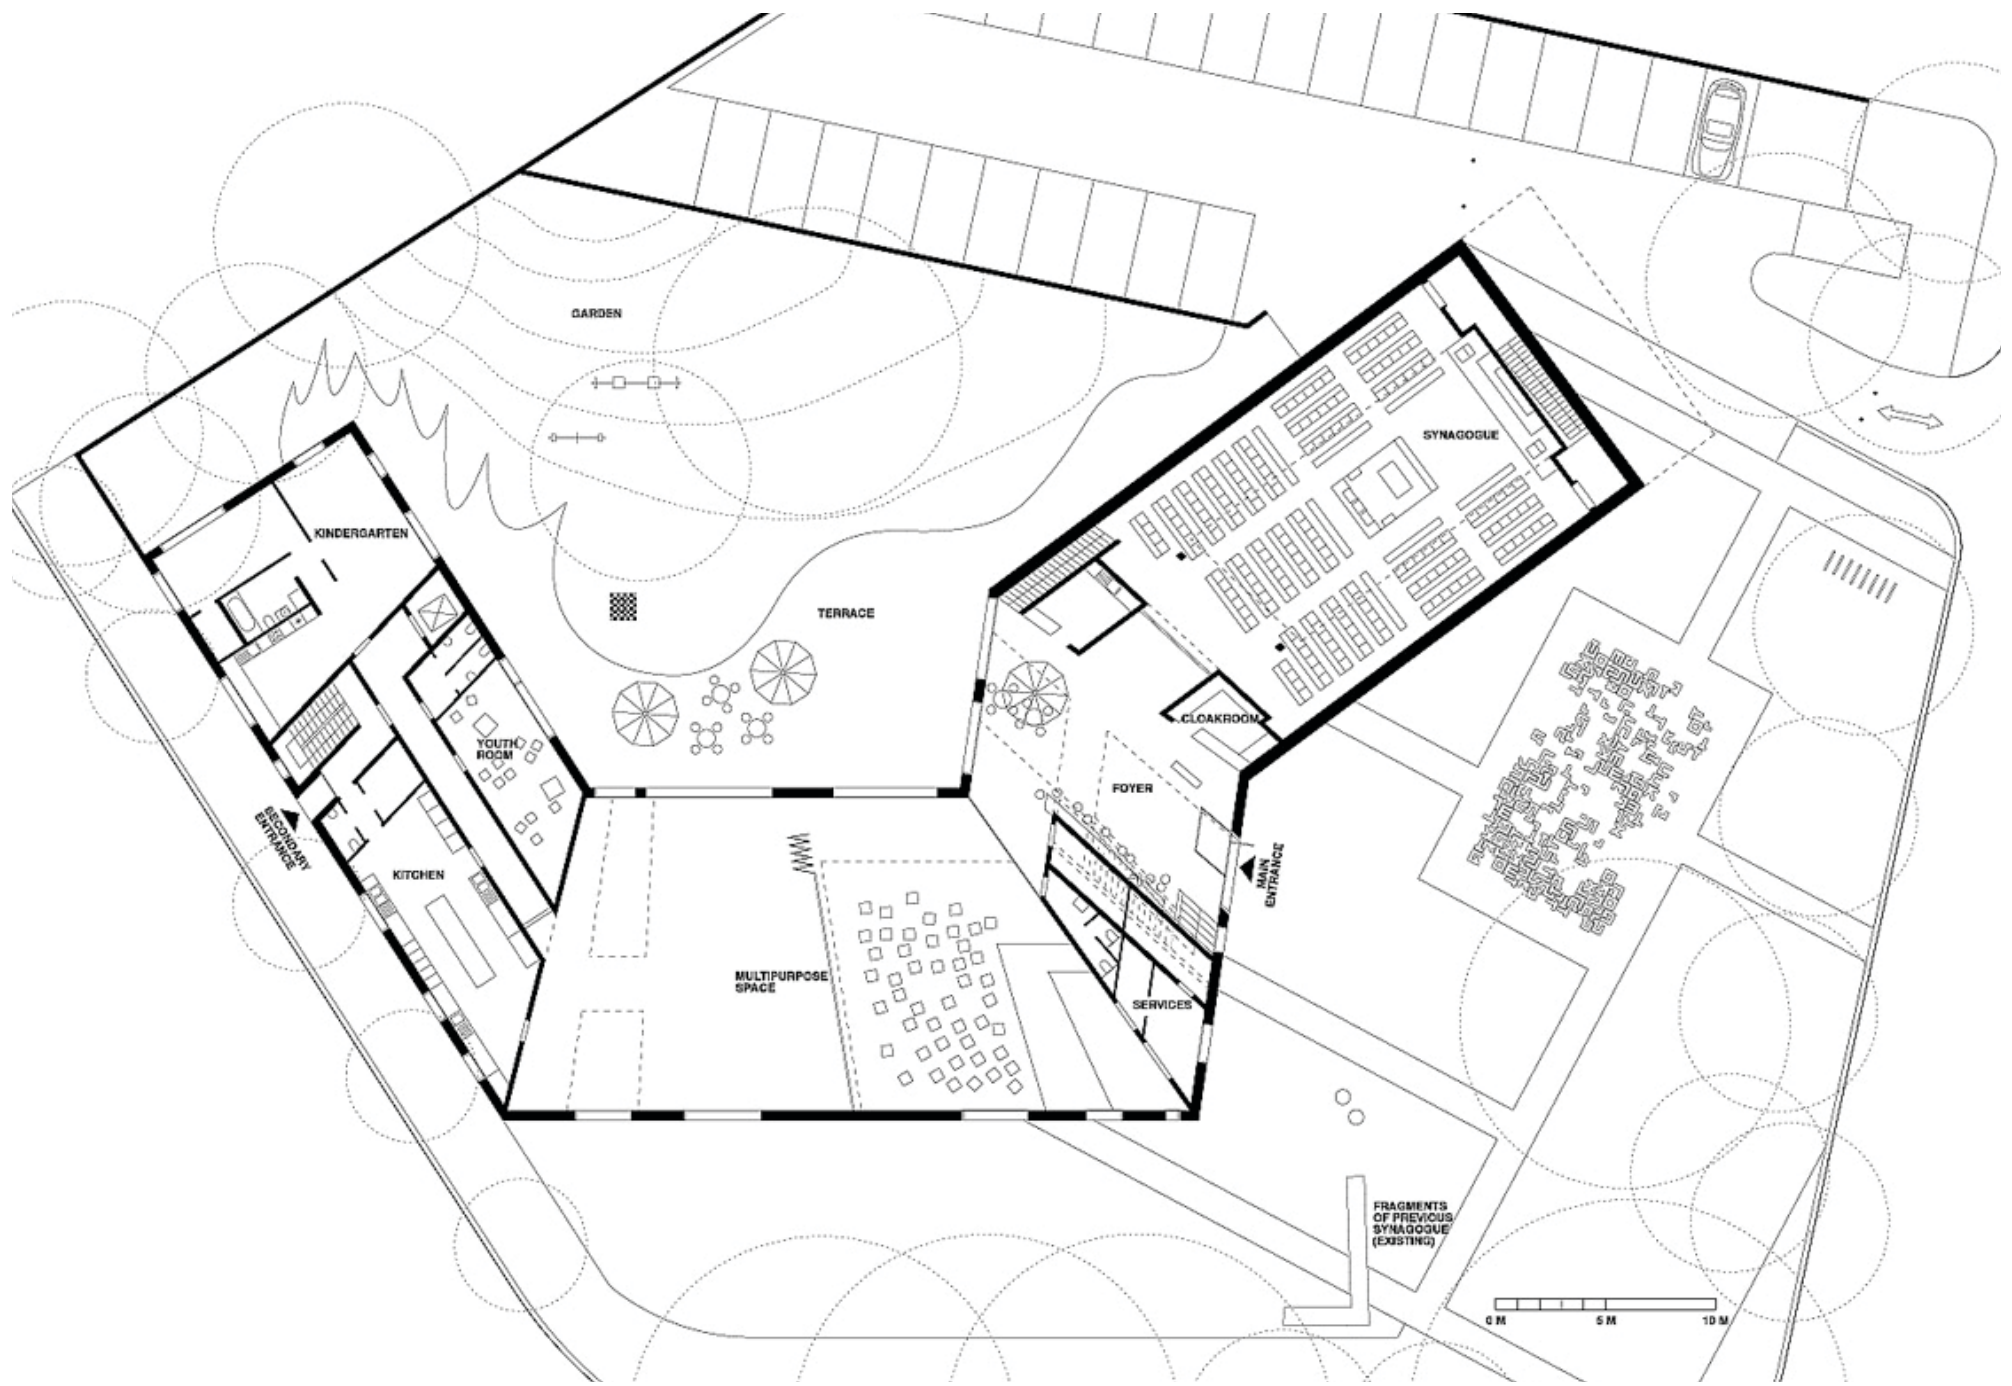 GARDEN
SYNAGOGUE
KINDERGARTEN
TERRACE
CLOAKROOM
YOUTH
ROOM
FOYER
SECONDARY
ENTRANCE
KITCHEN
MAIN
ENTRANCE
MULTIPURPOSE
SPACE
SERVICES
FRAGMENTS
OF PREVIOUS
SYNAGOGUE
(EXISTING)
0 M 5 M 10 M